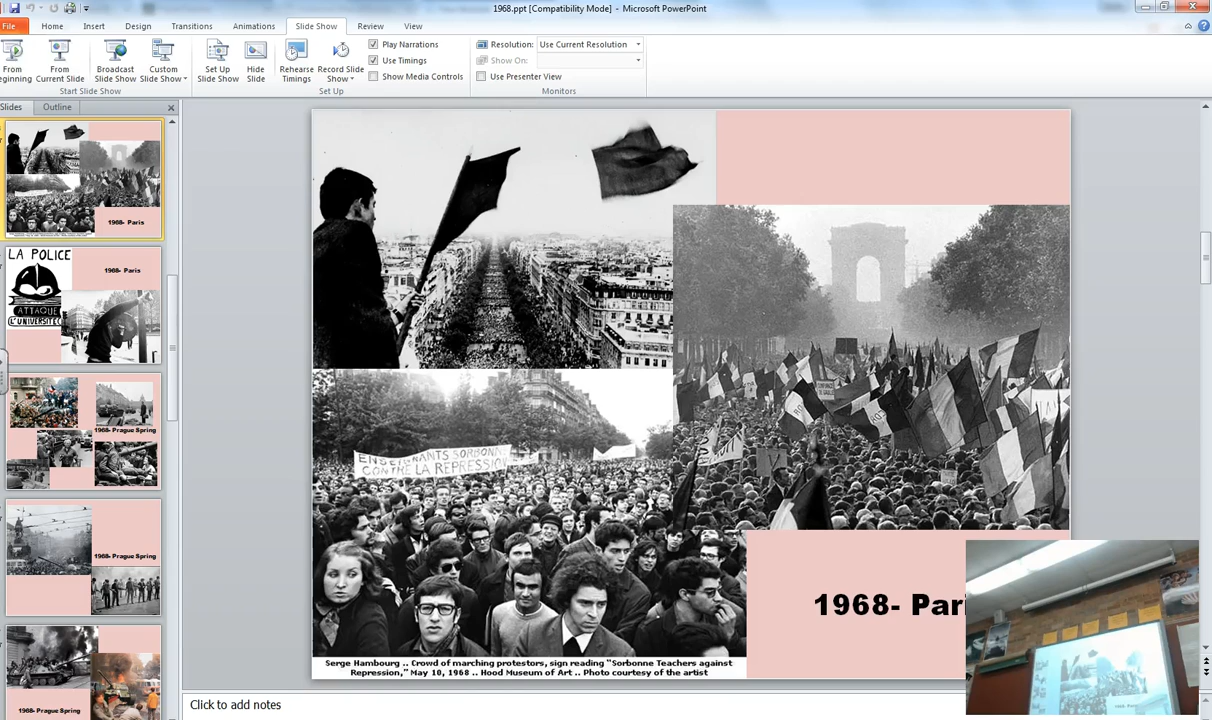 1968.ppt [Compatibility Mode] - Microsoft PowerPoint
File Home Insert Design Transitions Animations Slide Show Review View
From
From Current Slide
Broadcast Slide Show
Custom Slide Show
Set Up Slide Show
Hide Slide
Rehearse Timings
Record Slide Show
Play Narrations
Use Timings
Show Media Controls
Resolution: Use Current Resolution
Show On:
Use Presenter View
Start Slide Show
Set Up
Monitors
Slides Outline
1968- Paris
LA POLICE
1968- Paris
ATTAQUE
L'UNIVERSITÉ
1968- Prague Spring
1968- Prague Spring
1968- Prague Spring
CONTRE LA REPRESSION
1968- Pari
Serge Hambourg .. Crowd of marching protestors, sign reading "Sorbonne Teachers against
Repression," May 10, 1968 .. Hood Museum of Art .. Photo courtesy of the artist
Click to add notes